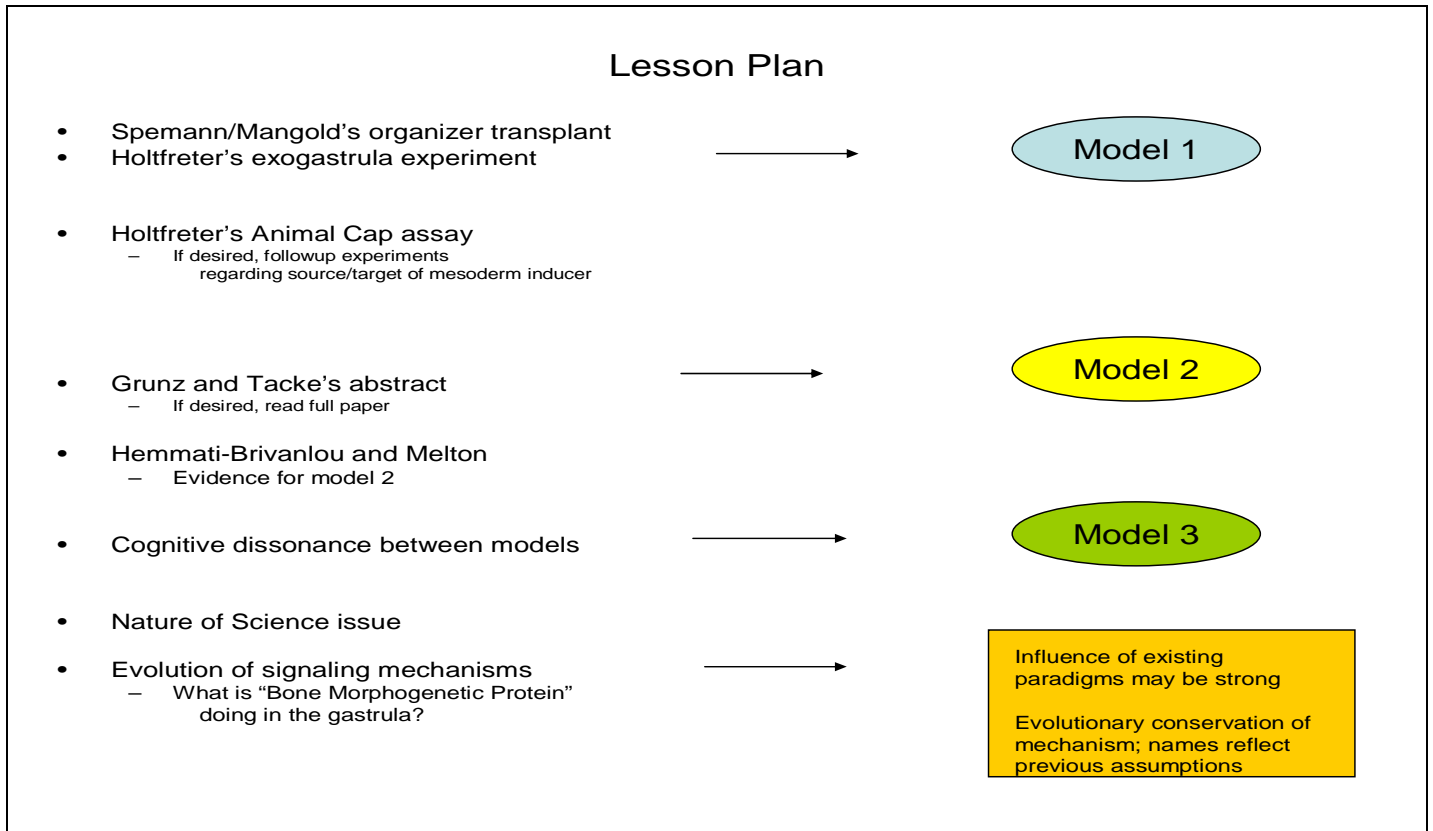 Lesson Plan
• Spemann/Mangold's organizer transplant
• Holtfreter's exogastrula experiment
Model 1
• Holtfreter's Animal Cap assay
– If desired, followup experiments
regarding source/target of mesoderm inducer
Model 2
• Grunz and Tacke's abstract
– If desired, read full paper
• Hemmati-Brivanlou and Melton
– Evidence for model 2
• Cognitive dissonance between models
Model 3
• Nature of Science issue
• Evolution of signaling mechanisms
– What is "Bone Morphogenetic Protein"
doing in the gastrula?
Influence of existing
paradigms may be strong
Evolutionary conservation of
mechanism; names reflect
previous assumptions